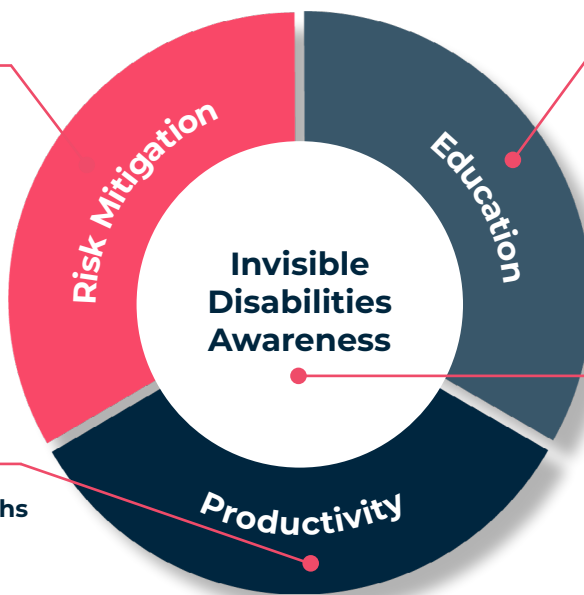 Risk Mitigation
Education
Invisible
Disabilities
Awareness
Productivity